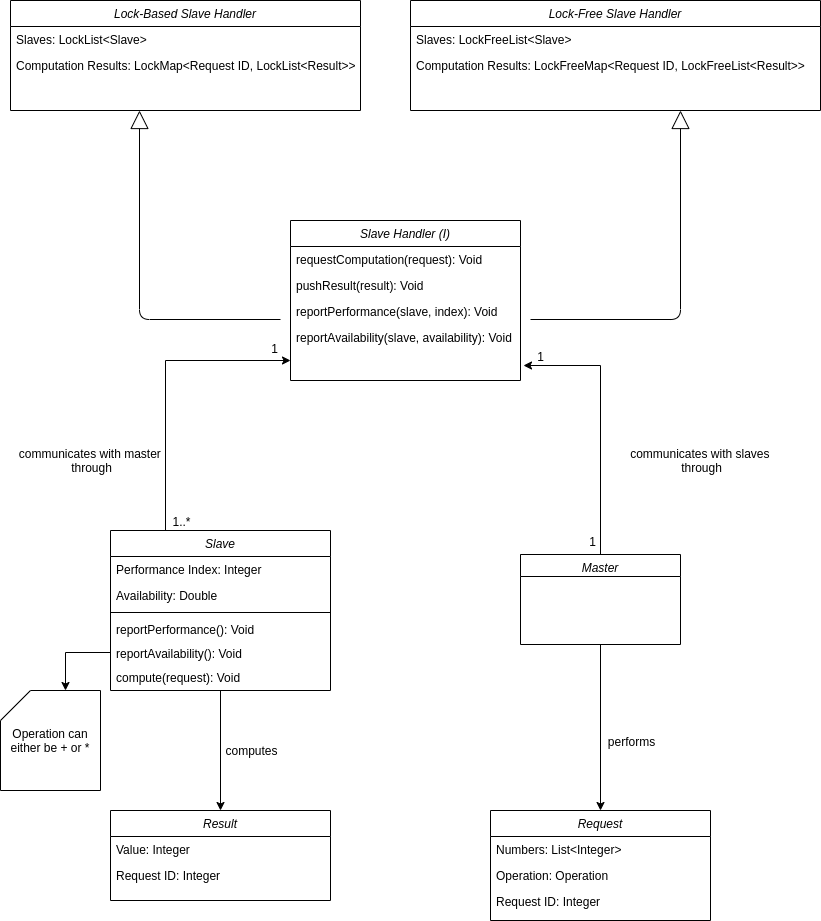 Lock-Based Slave Handler
Slaves: LockList<Slave>
Computation Results: LockMap<Request ID, LockList<Result>>
Lock-Free Slave Handler
Slaves: LockFreeList<Slave>
Computation Results: LockFreeMap<Request ID, LockFreeList<Result>>
Slave Handler (I)
requestComputation(request): Void
pushResult(result): Void
reportPerformance(slave, index): Void
reportAvailability(slave, availability): Void
1
1
communicates with master
through
communicates with slaves
through
1..*
1
Slave
Performance Index: Integer
Availability: Double
reportPerformance(): Void
reportAvailability(): Void
compute(request): Void
Master
Operation can
either be + or *
computes
performs
Result
Value: Integer
Request ID: Integer
Request
Numbers: List<Integer>
Operation: Operation
Request ID: Integer